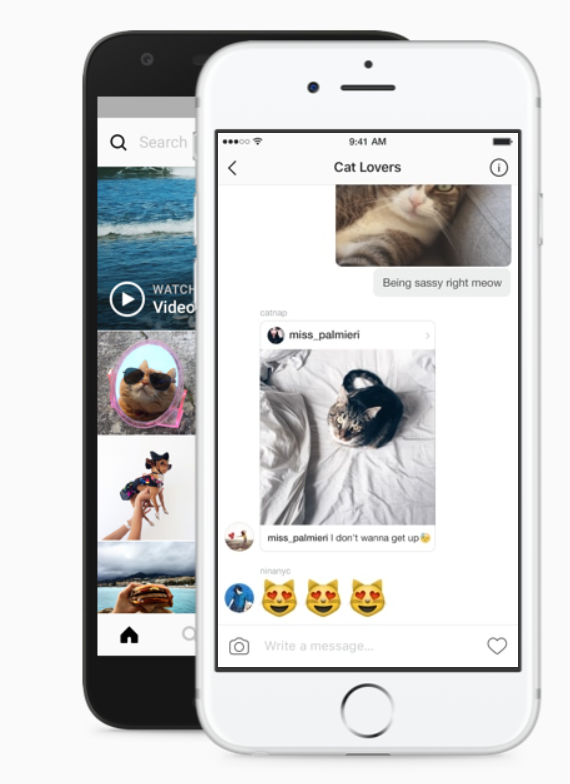 Search
WATCH
Video
9:41 AM
Cat Lovers
Being sassy right meow
catnap
miss_palmieri
miss_palmieri I don't wanna get up
ninanyc
Write a message...